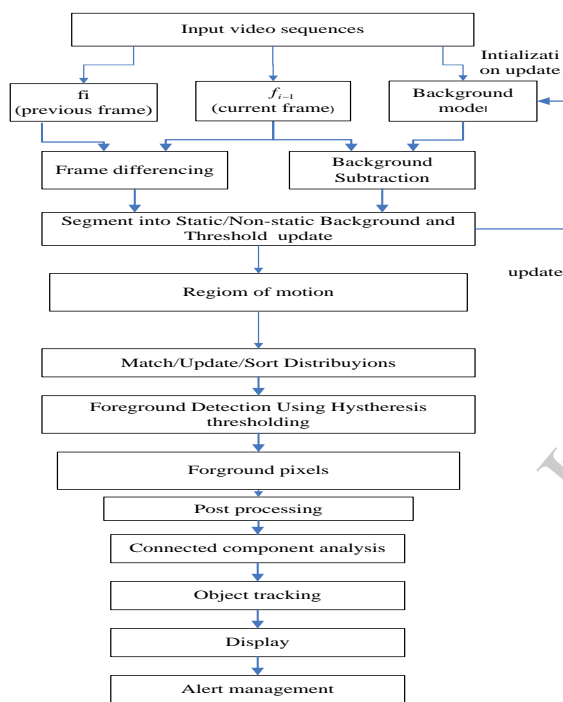 Input video sequences
Intializati
on update
fi
(previous frame)
f_{i-1}
(current frame)
Background
model
Frame differencing
Background
Subtraction
Segment into Static/Non-static Background and
Threshold update
update
Regiom of motion
Match/Update/Sort Distribuyions
Foreground Detection Using Hystheresis
thresholding
Forground pixels
Post processing
Connected component analysis
Object tracking
Display
Alert management